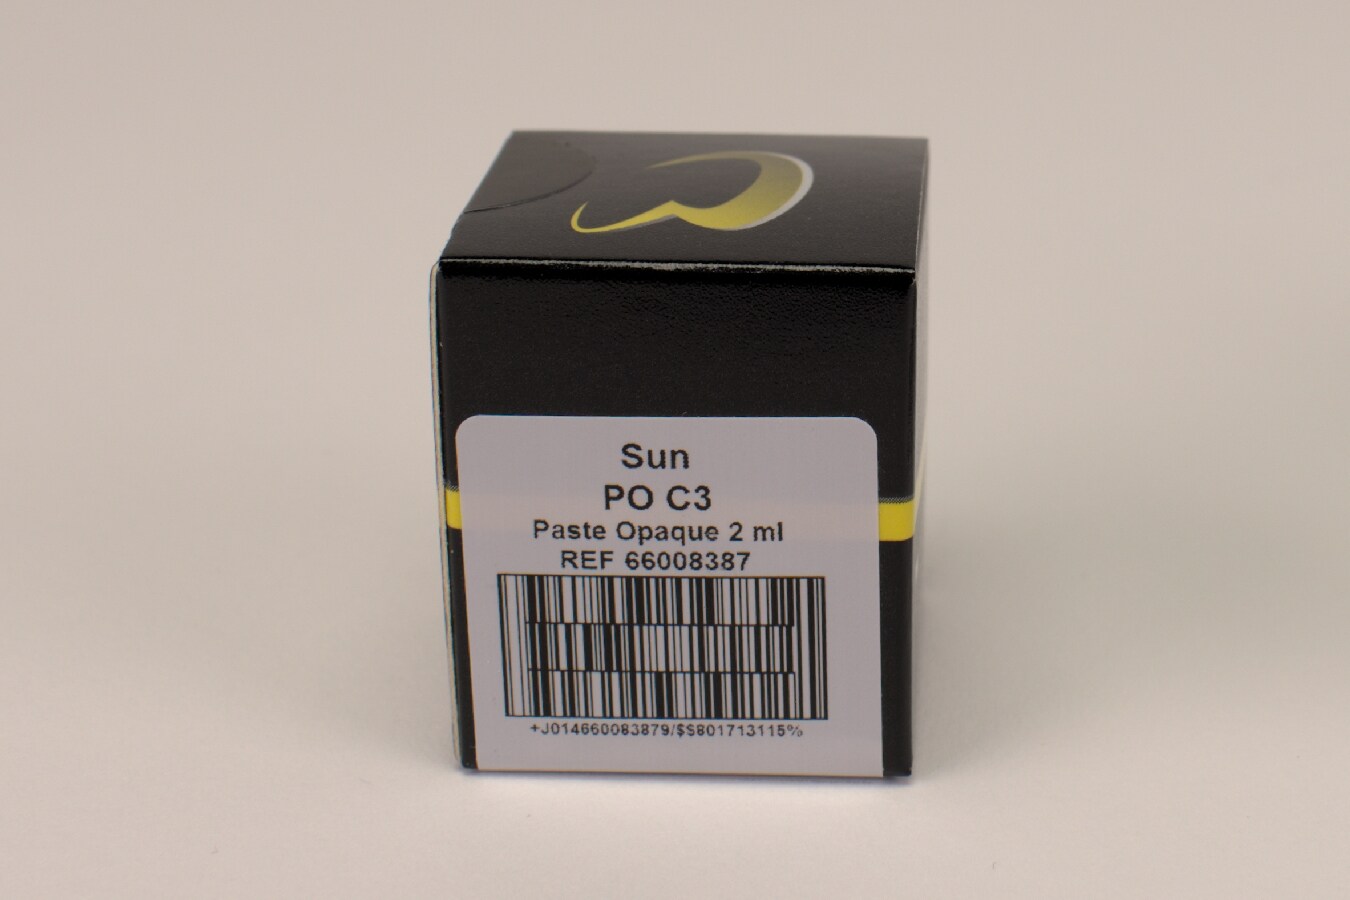 Sun
PO C3
Paste Opaque 2 ml
REF 66008387
+J014660083879/$$801713115%